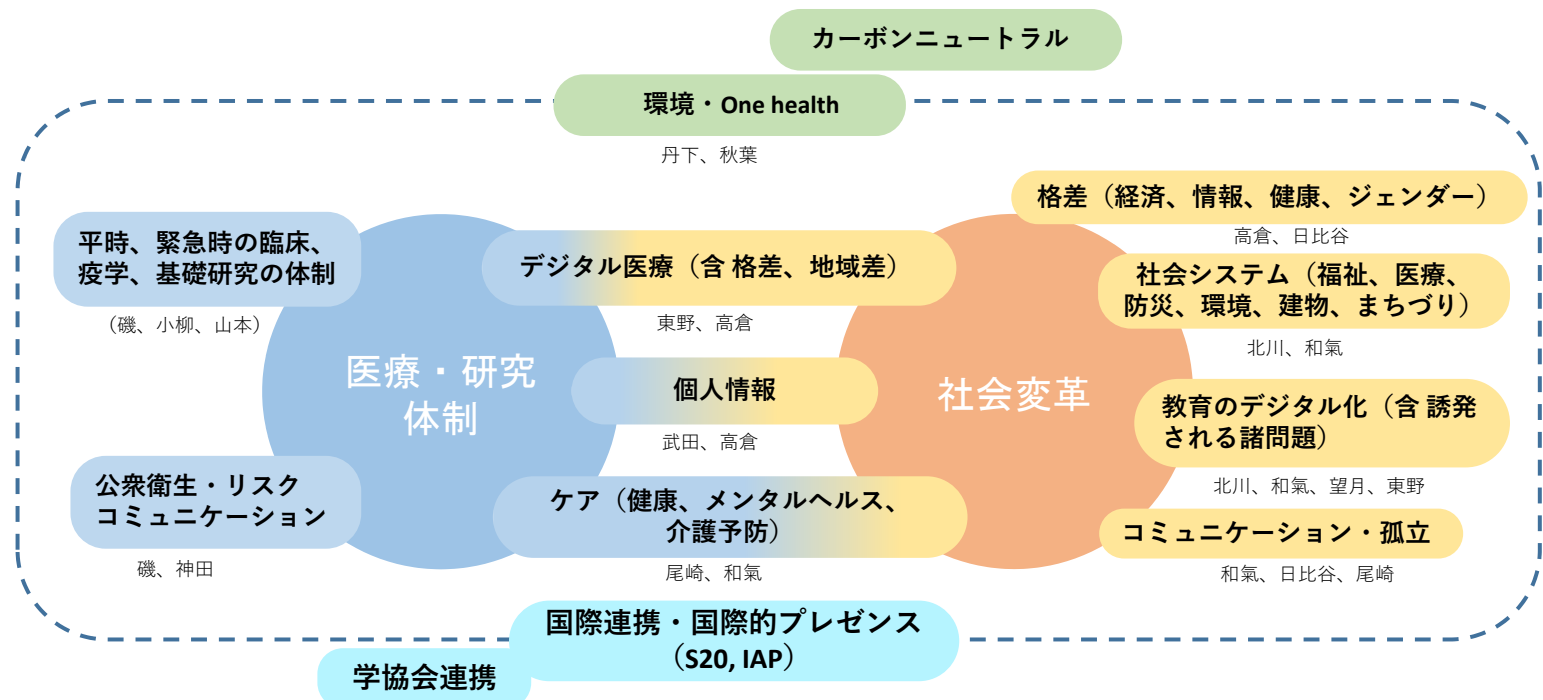 カーボンニュートラル
環境・One health
丹下、秋葉
平時、緊急時の臨床、
疫学、基礎研究の体制
（磯、小柳、山本）
公衆衛生・リスク
コミュニケーション
磯、神田
医療・研究
体制
デジタル医療（含 格差、地域差）
東野、高倉
個人情報
武田、高倉
ケア（健康、メンタルヘルス、
介護予防）
尾崎、和氣
社会変革
格差（経済、情報、健康、ジェンダー）
高倉、日比谷
社会システム（福祉、医療、
防災、環境、建物、まちづくり）
北川、和氣
教育のデジタル化（含 誘発
される諸問題）
北川、和氣、望月、東野
コミュニケーション・孤立
和氣、日比谷、尾崎
国際連携・国際的プレゼンス
（S20, IAP）
学協会連携